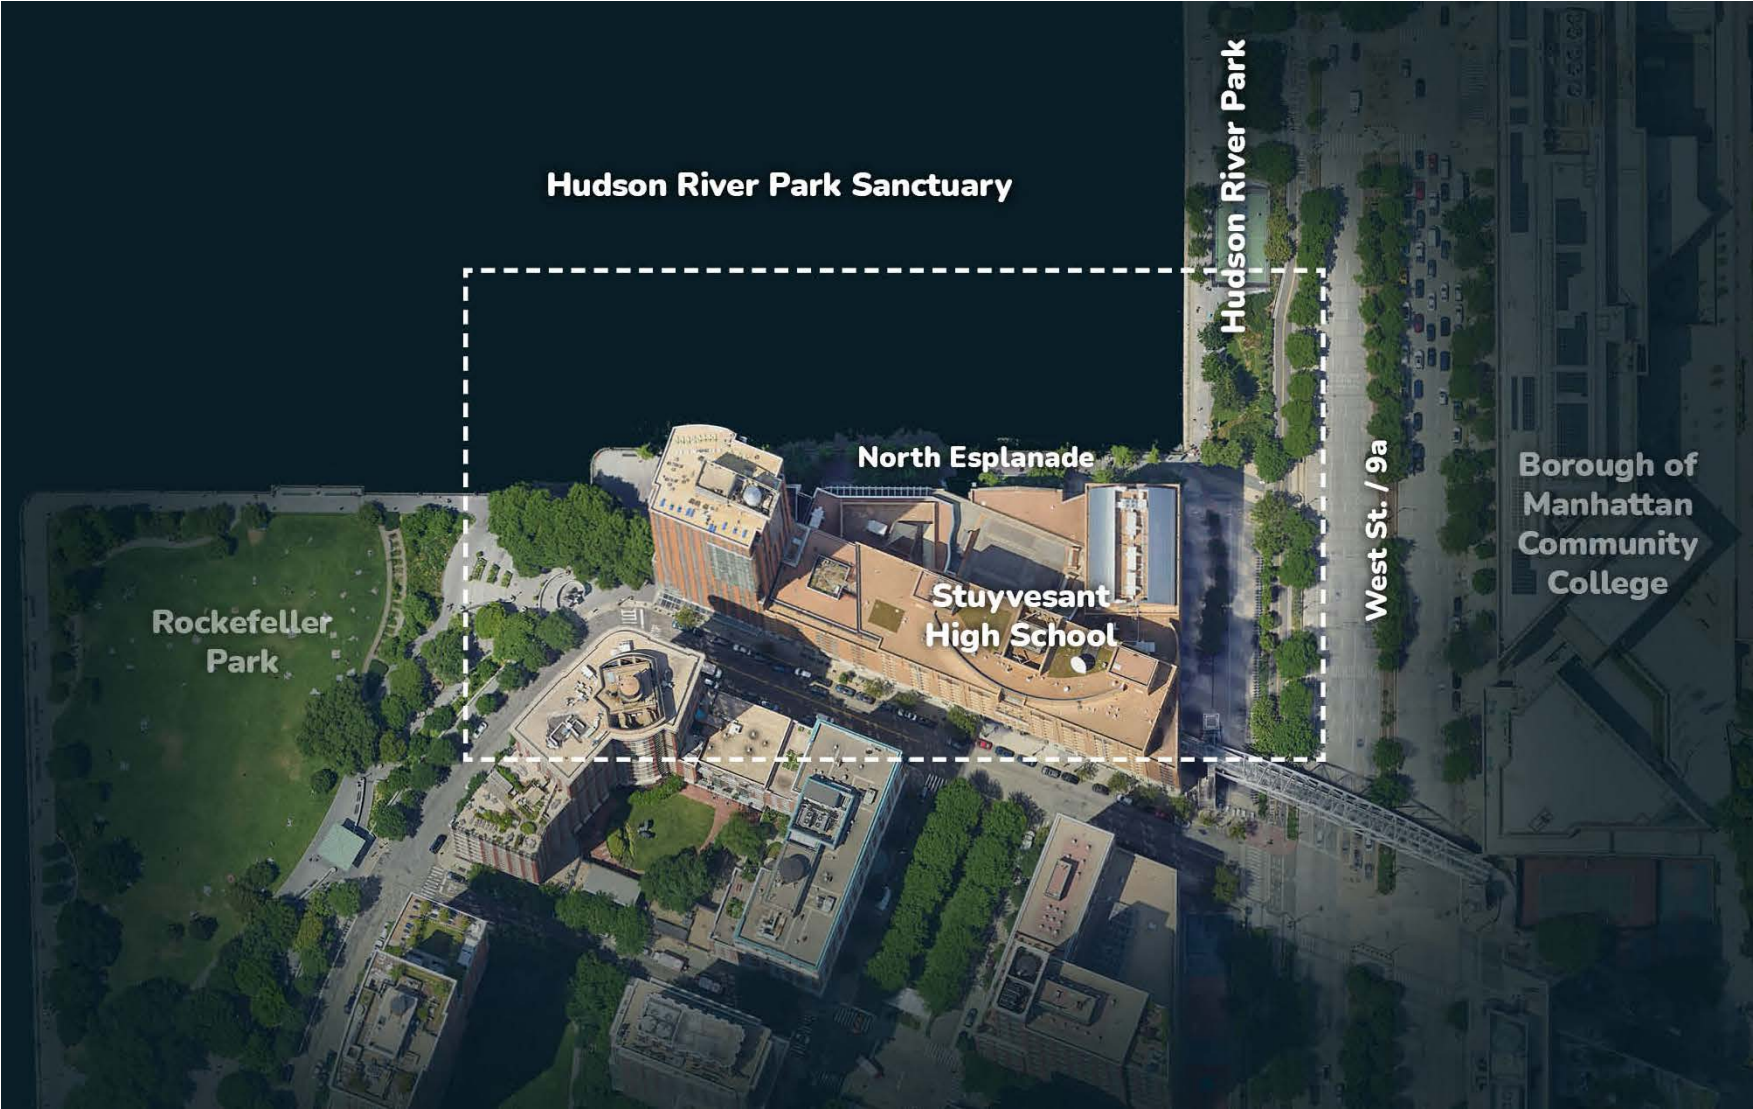 Hudson River Park
Hudson River Park Sanctuary
North Esplanade
West St. / 9a
Borough of
Manhattan
Community
College
Stuyvesant
High School
Rockefeller
Park